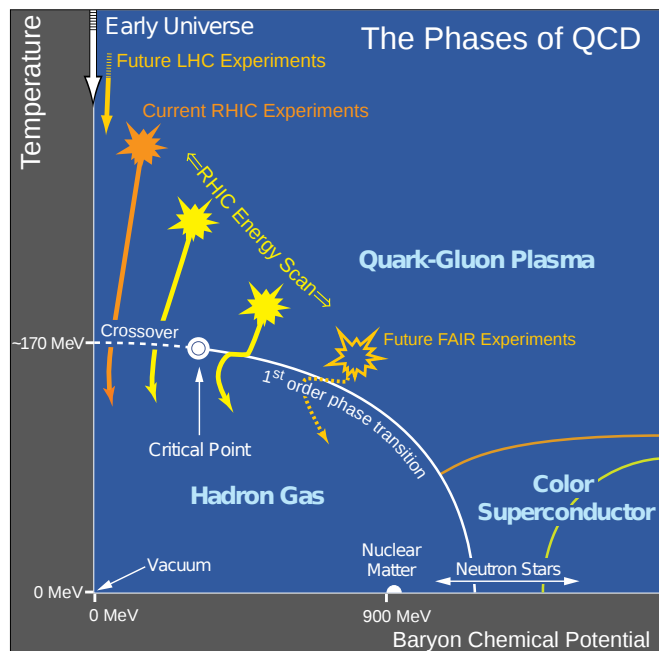 Early Universe
The Phases of QCD
Future LHC Experiments
Temperature
Current RHIC Experiments
⇐RHIC Energy Scan⇒
Quark-Gluon Plasma
Crossover
~170 MeV
Future FAIR Experiments
1st order phase transition
Critical Point
Hadron Gas
Color
Superconductor
Vacuum
Nuclear
Matter
Neutron Stars
0 MeV
0 MeV
900 MeV
Baryon Chemical Potential